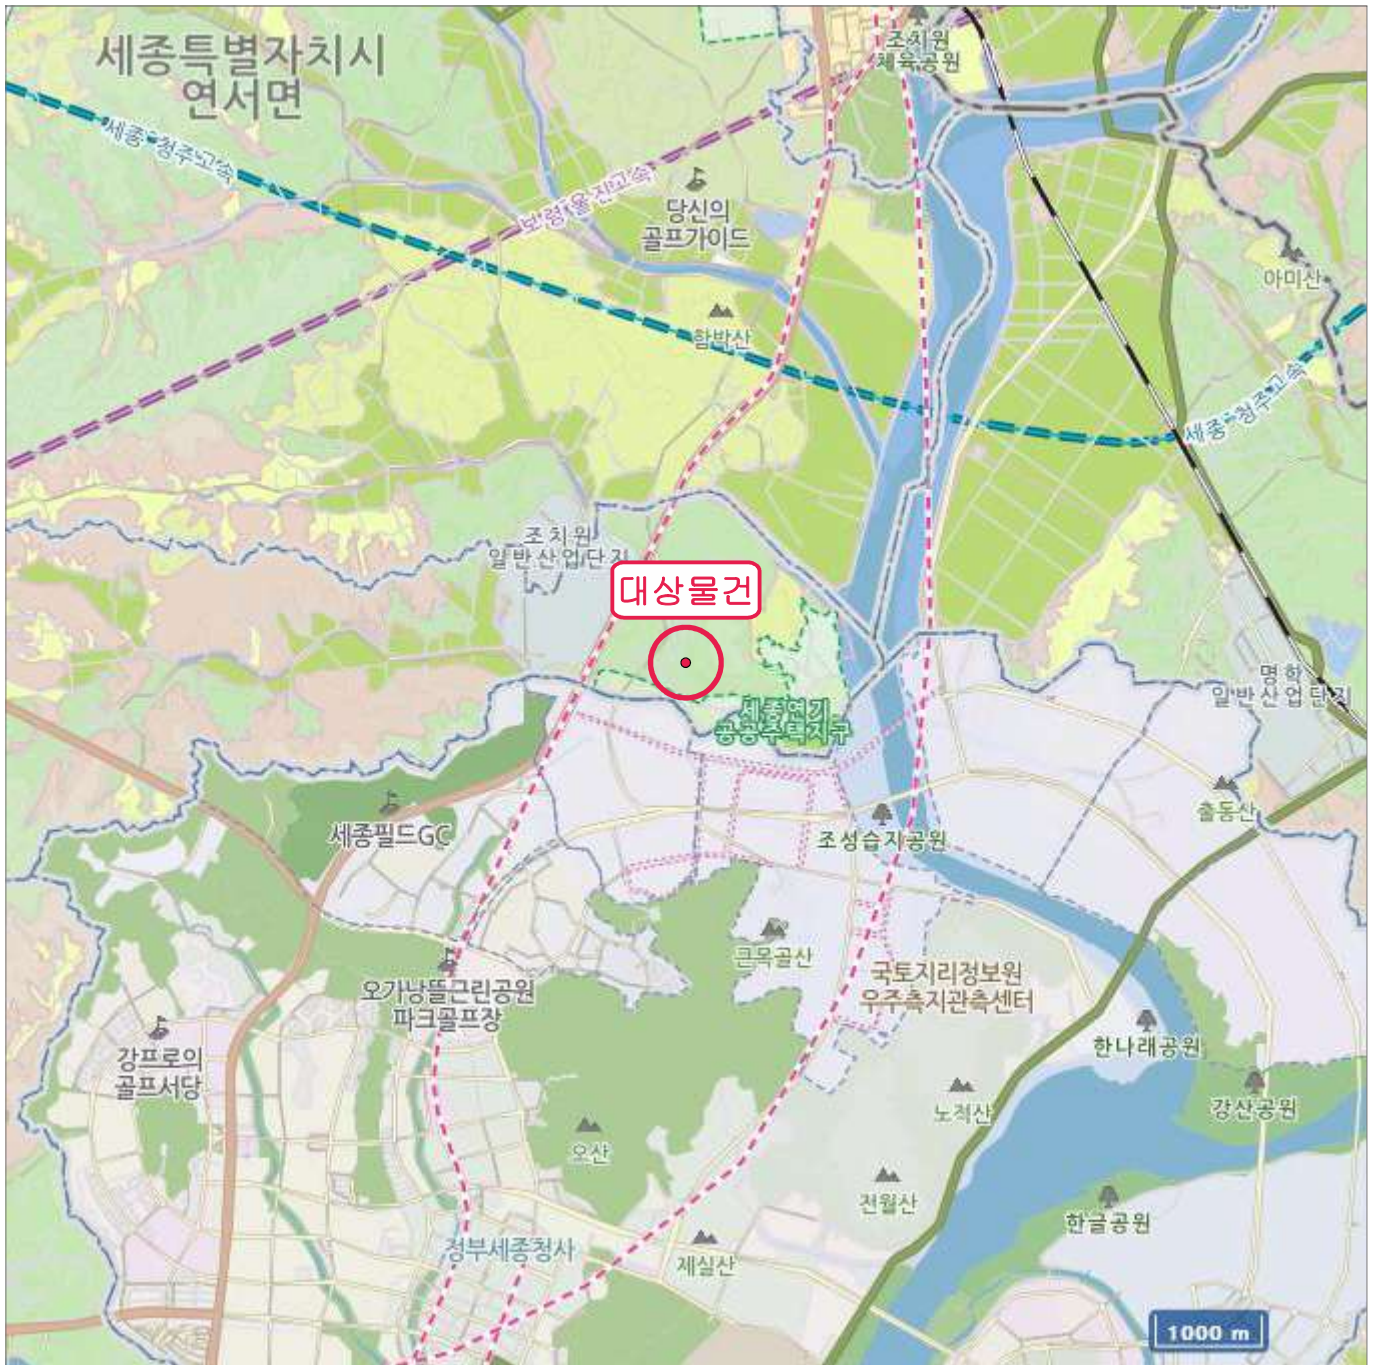 세종특별자치시
연서면
조치원
체육공원
세종-청주고속
보령(울진고속
당신의
골프가이드
아미산
함박산
세종-청주고속
조치원
일반산업단지
대상물건
명학
일반산업단지
세종연기
공공주택지구
출동산
세종필드GC
조성습지공원
근목골산
국토지리정보원
우주측지관측센터
오가낭뜰근린공원
파크골프장
한나래공원
강프로의
골프서당
노적산
강산공원
오산
전월산
한글공원
정부세종청사
제실산
1000 m